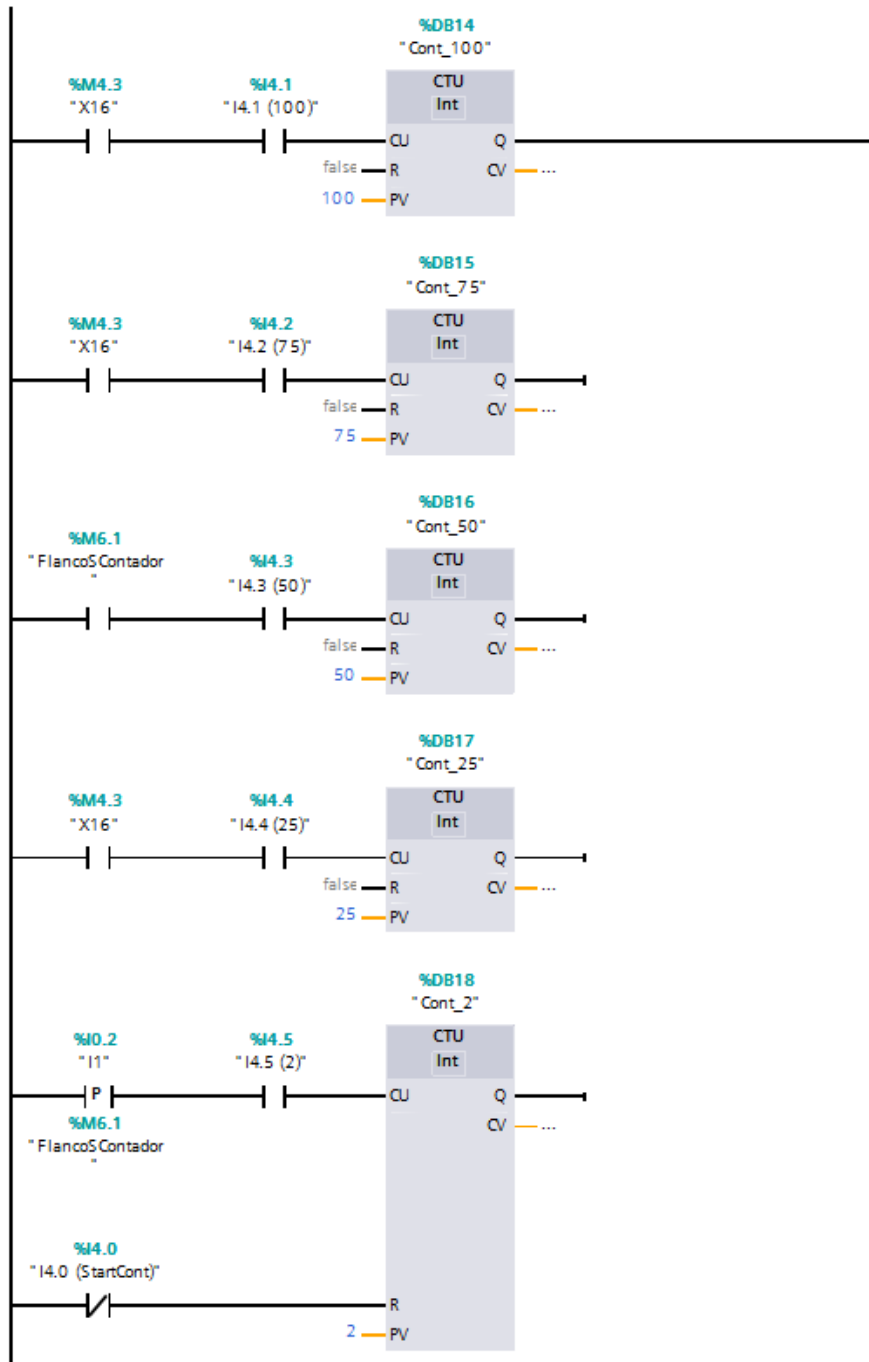 %DB14
"Cont_100"
%M4.3 %I4.1 CTU
"X16" "I4.1 (100)" Int
CU Q
false R CV ...
100 PV
%DB15
"Cont_75"
%M4.3 %I4.2 CTU
"X16" "I4.2 (75)" Int
CU Q
false R CV ...
75 PV
%DB16
"Cont_50"
%M6.1
"FlancoSContador
"
%I4.3 CTU
"I4.3 (50)" Int
CU Q
false R CV ...
50 PV
%DB17
"Cont_25"
%M4.3 %I4.4 CTU
"X16" "I4.4 (25)" Int
CU Q
false R CV ...
25 PV
%DB18
"Cont_2"
%I0.2 %I4.5 CTU
"I1" "I4.5 (2)" Int
P CU Q
%M6.1 CV ...
"FlancoSContador
"
%I4.0
"I4.0 (StartCont)"
R
2 PV